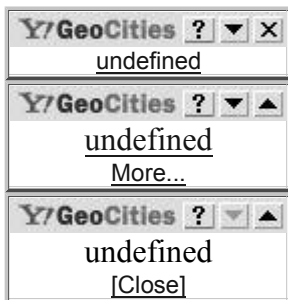 Y! GeoCities ?
undefined
Y! GeoCities ?
undefined
More...
Y! GeoCities ?
undefined
[Close]